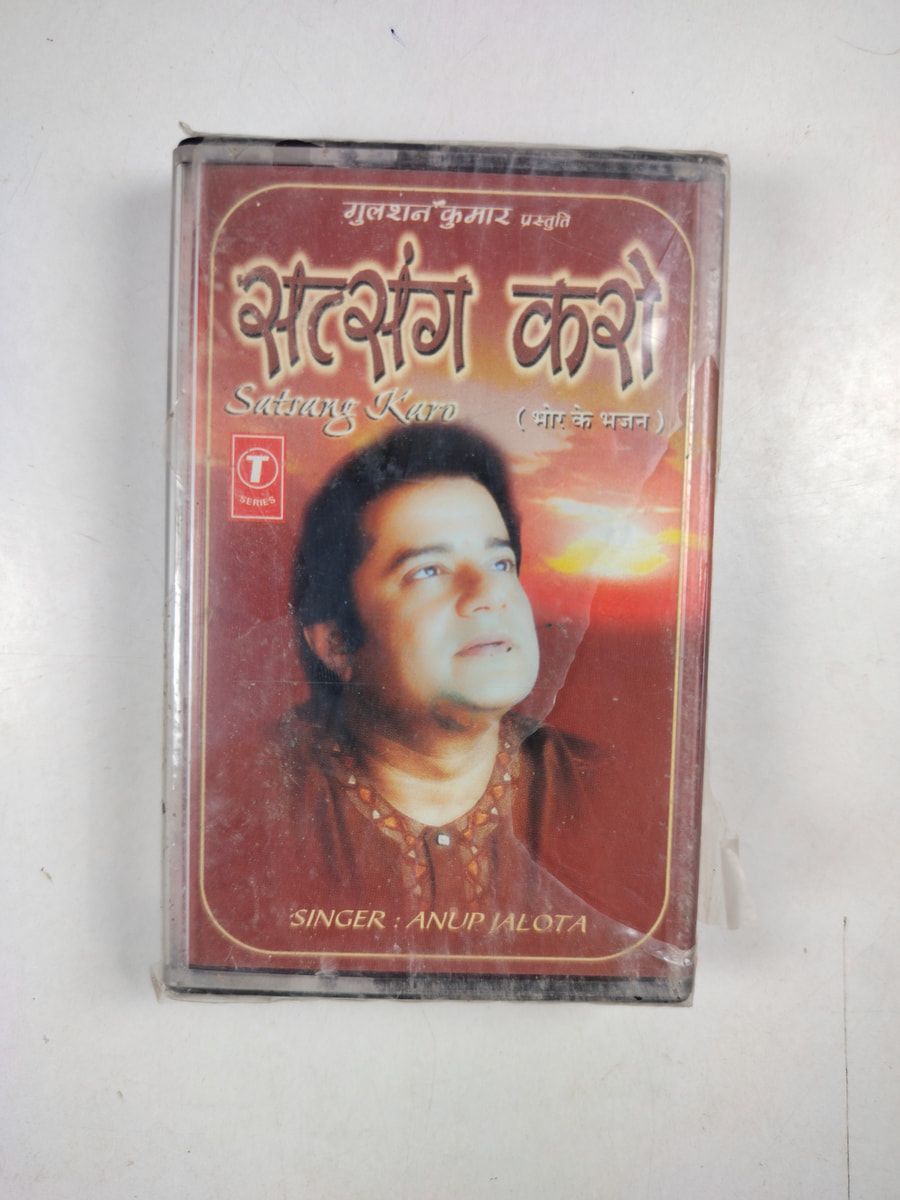 गुलशन कुमार प्रस्तुति
सत्संग करो
Satsang Karo
( भोर के भजन )
T
SERIES
SINGER : ANUP JALOTA